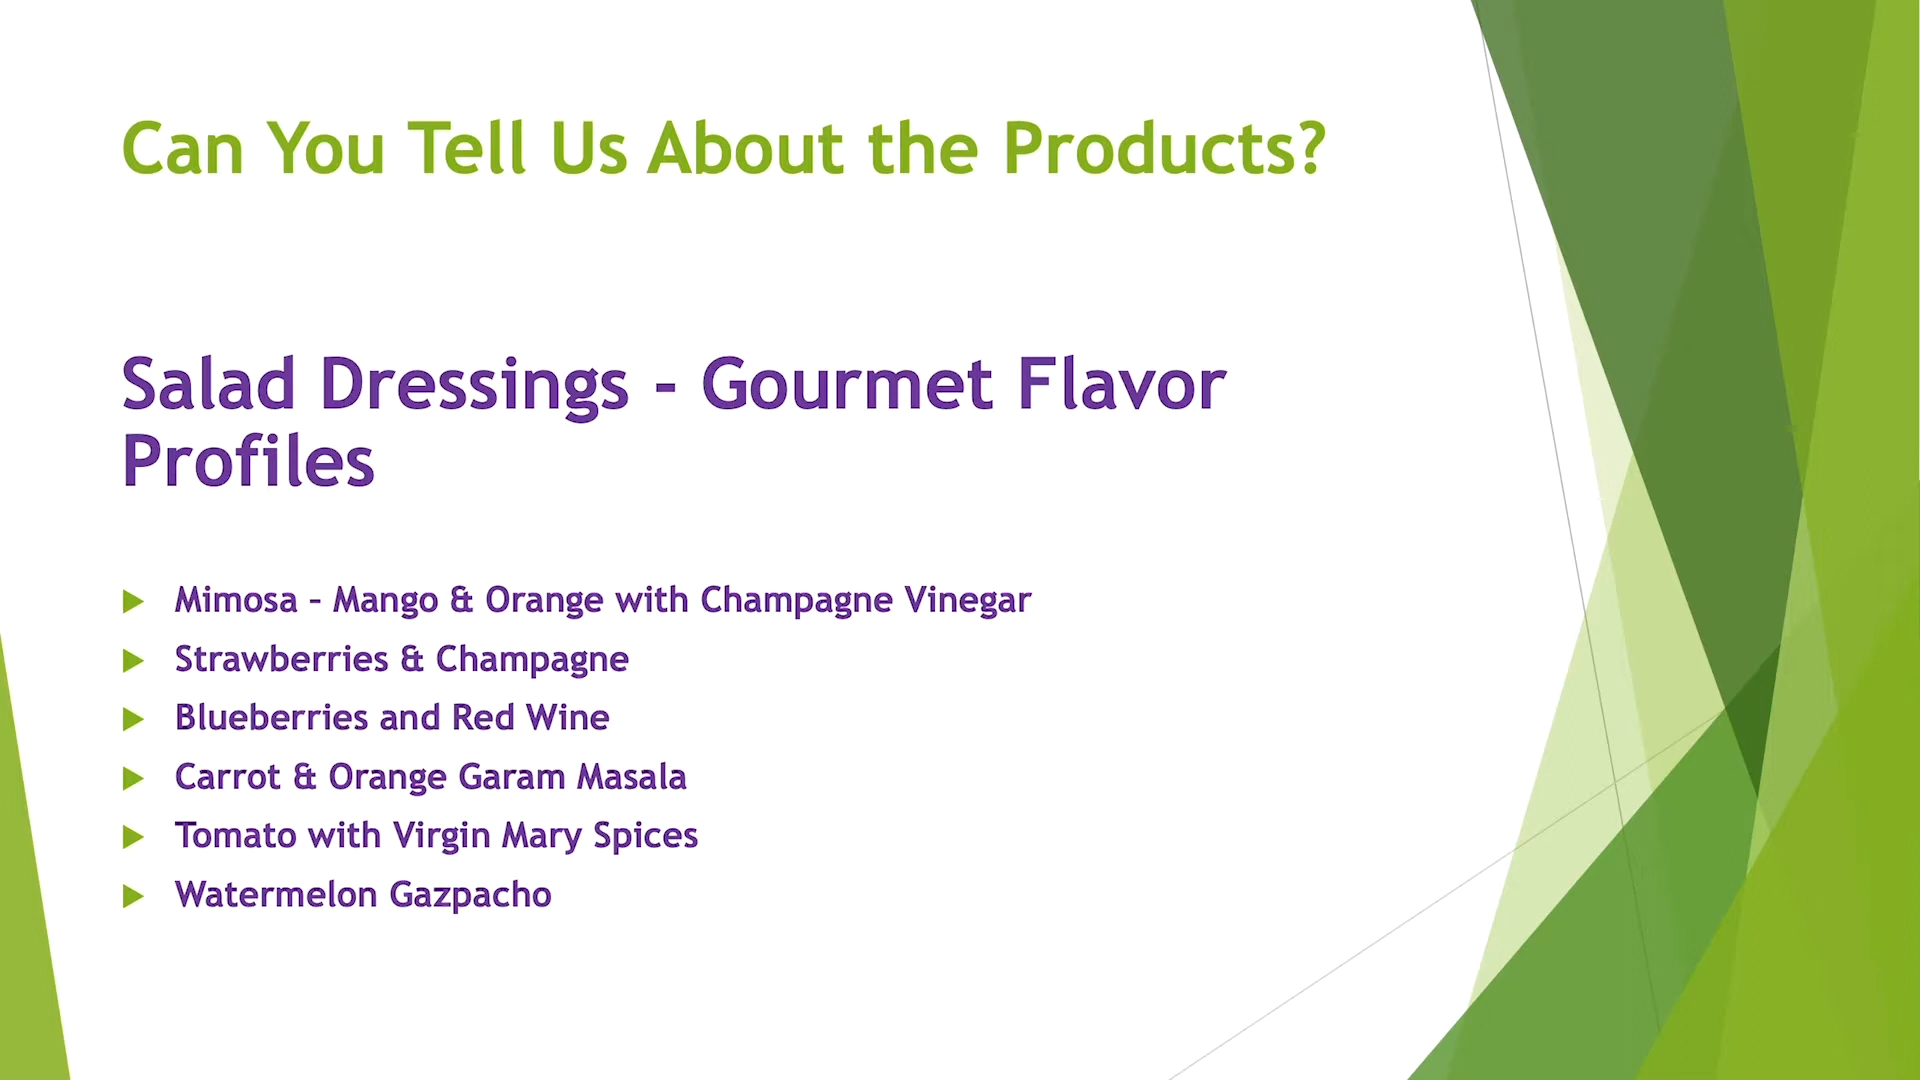 Can You Tell Us About the Products?
Salad Dressings - Gourmet Flavor
Profiles
Mimosa – Mango & Orange with Champagne Vinegar
Strawberries & Champagne
Blueberries and Red Wine
Carrot & Orange Garam Masala
Tomato with Virgin Mary Spices
Watermelon Gazpacho